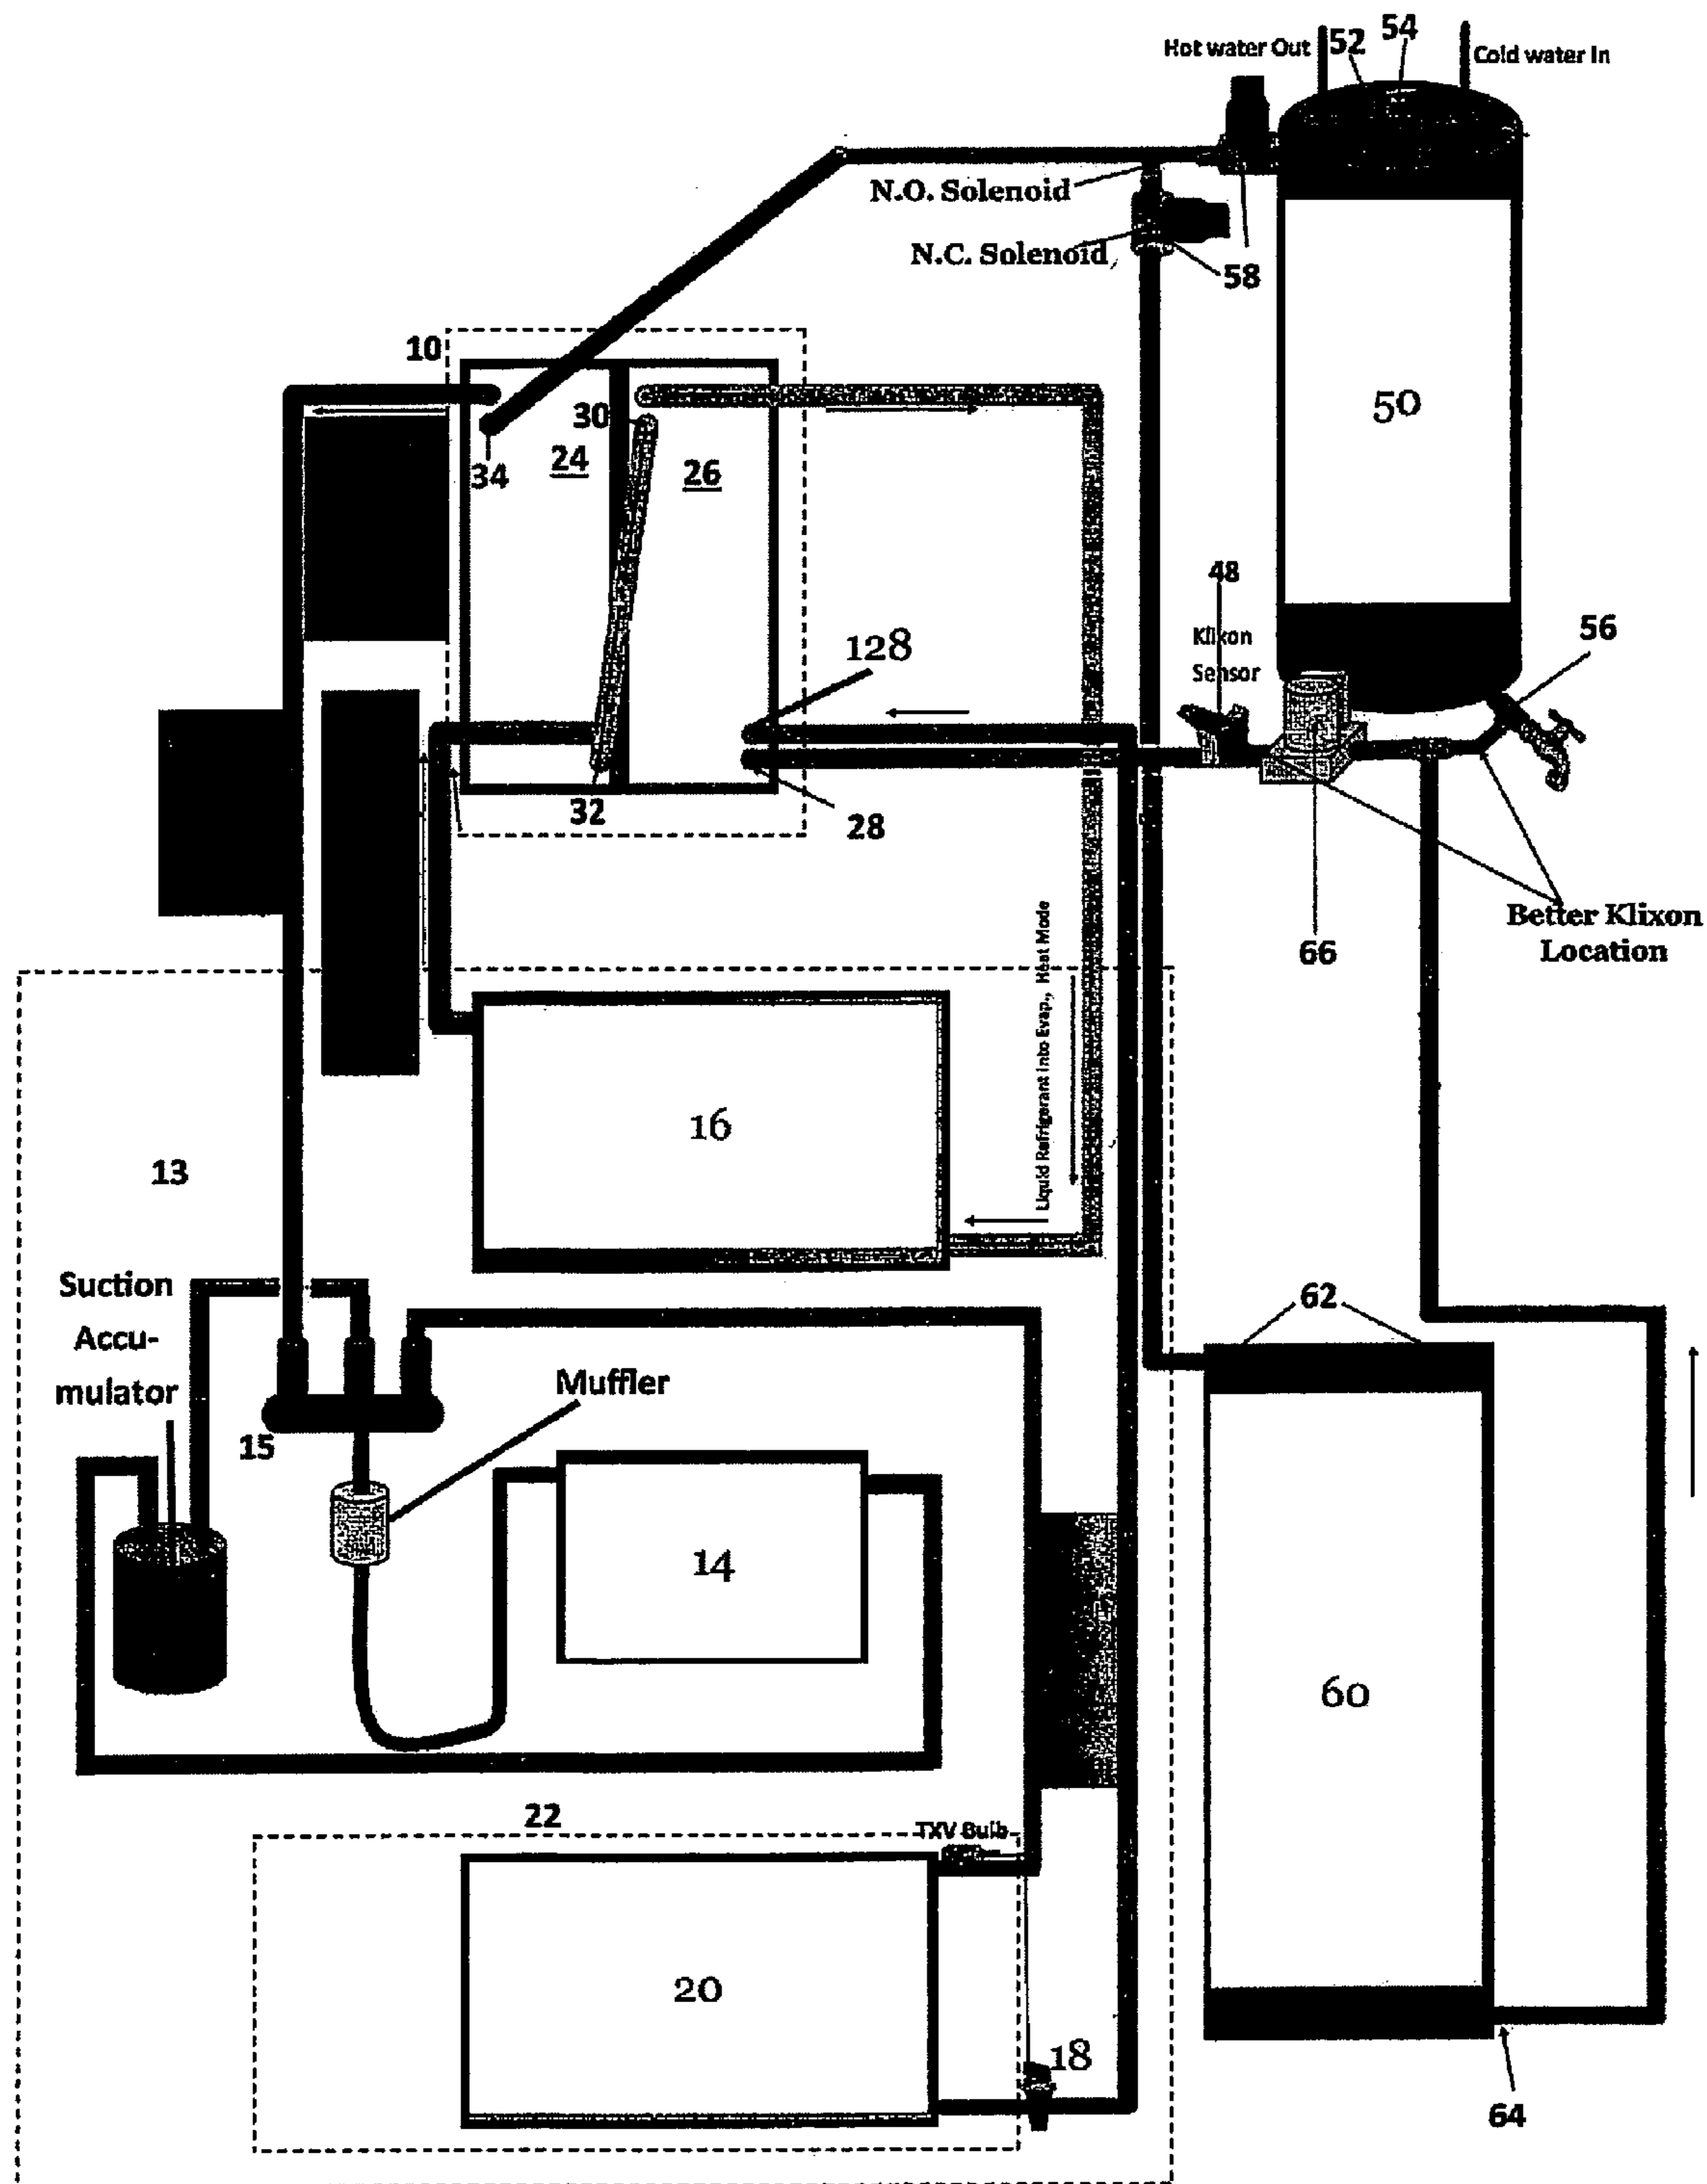 Hot water Out
52
54
Cold water In
N.O. Solenoid
N.C. Solenoid
58
10
30
50
34
24
26
48
Klixon
Sensor
56
128
32
28
66
Better Klixon
Location
Liquid Refrigerant Into Evap., Heat Mode
16
13
Suction
Accu-
mulator
62
Muffler
15
14
60
22
TXV Bulb
20
18
64